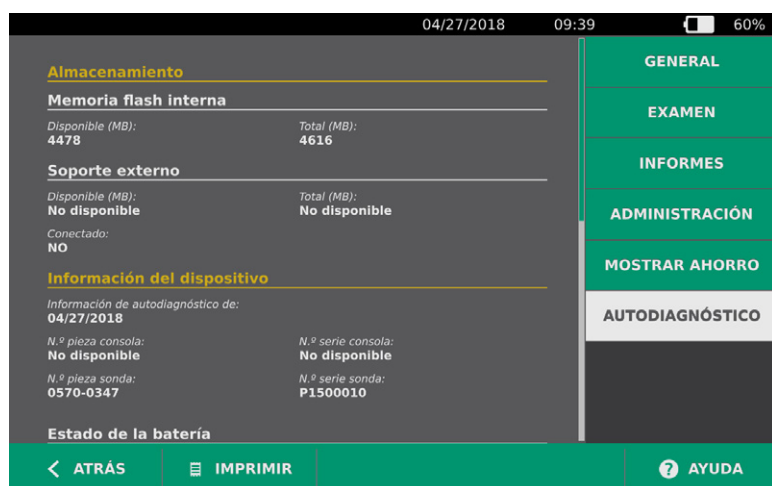 04/27/2018 09:39 60%
Almacenamiento
Memoria flash interna
Disponible (MB): Total (MB):
4478 4616
Soporte externo
Disponible (MB): Total (MB):
No disponible No disponible
Conectado:
NO
Información del dispositivo
Información de autodiagnóstico de:
04/27/2018
N.º pieza consola: N.º serie consola:
No disponible No disponible
N.º pieza sonda: N.º serie sonda:
0570-0347 P1500010
Estado de la batería
GENERAL
EXAMEN
INFORMES
ADMINISTRACIÓN
MOSTRAR AHORRO
AUTODIAGNÓSTICO
ATRÁS IMPRIMIR ? AYUDA